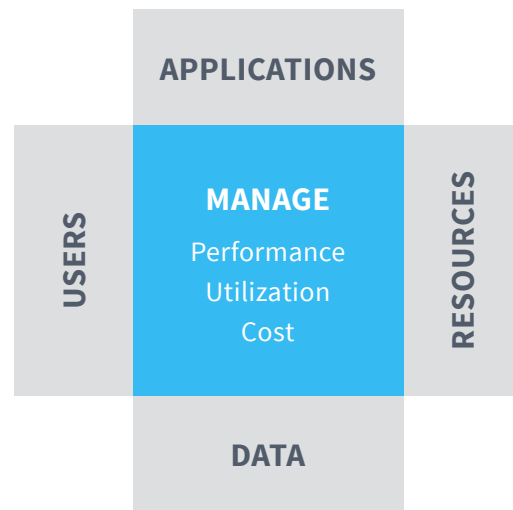 APPLICATIONS
USERS
MANAGE
Performance
Utilization
Cost
RESOURCES
DATA